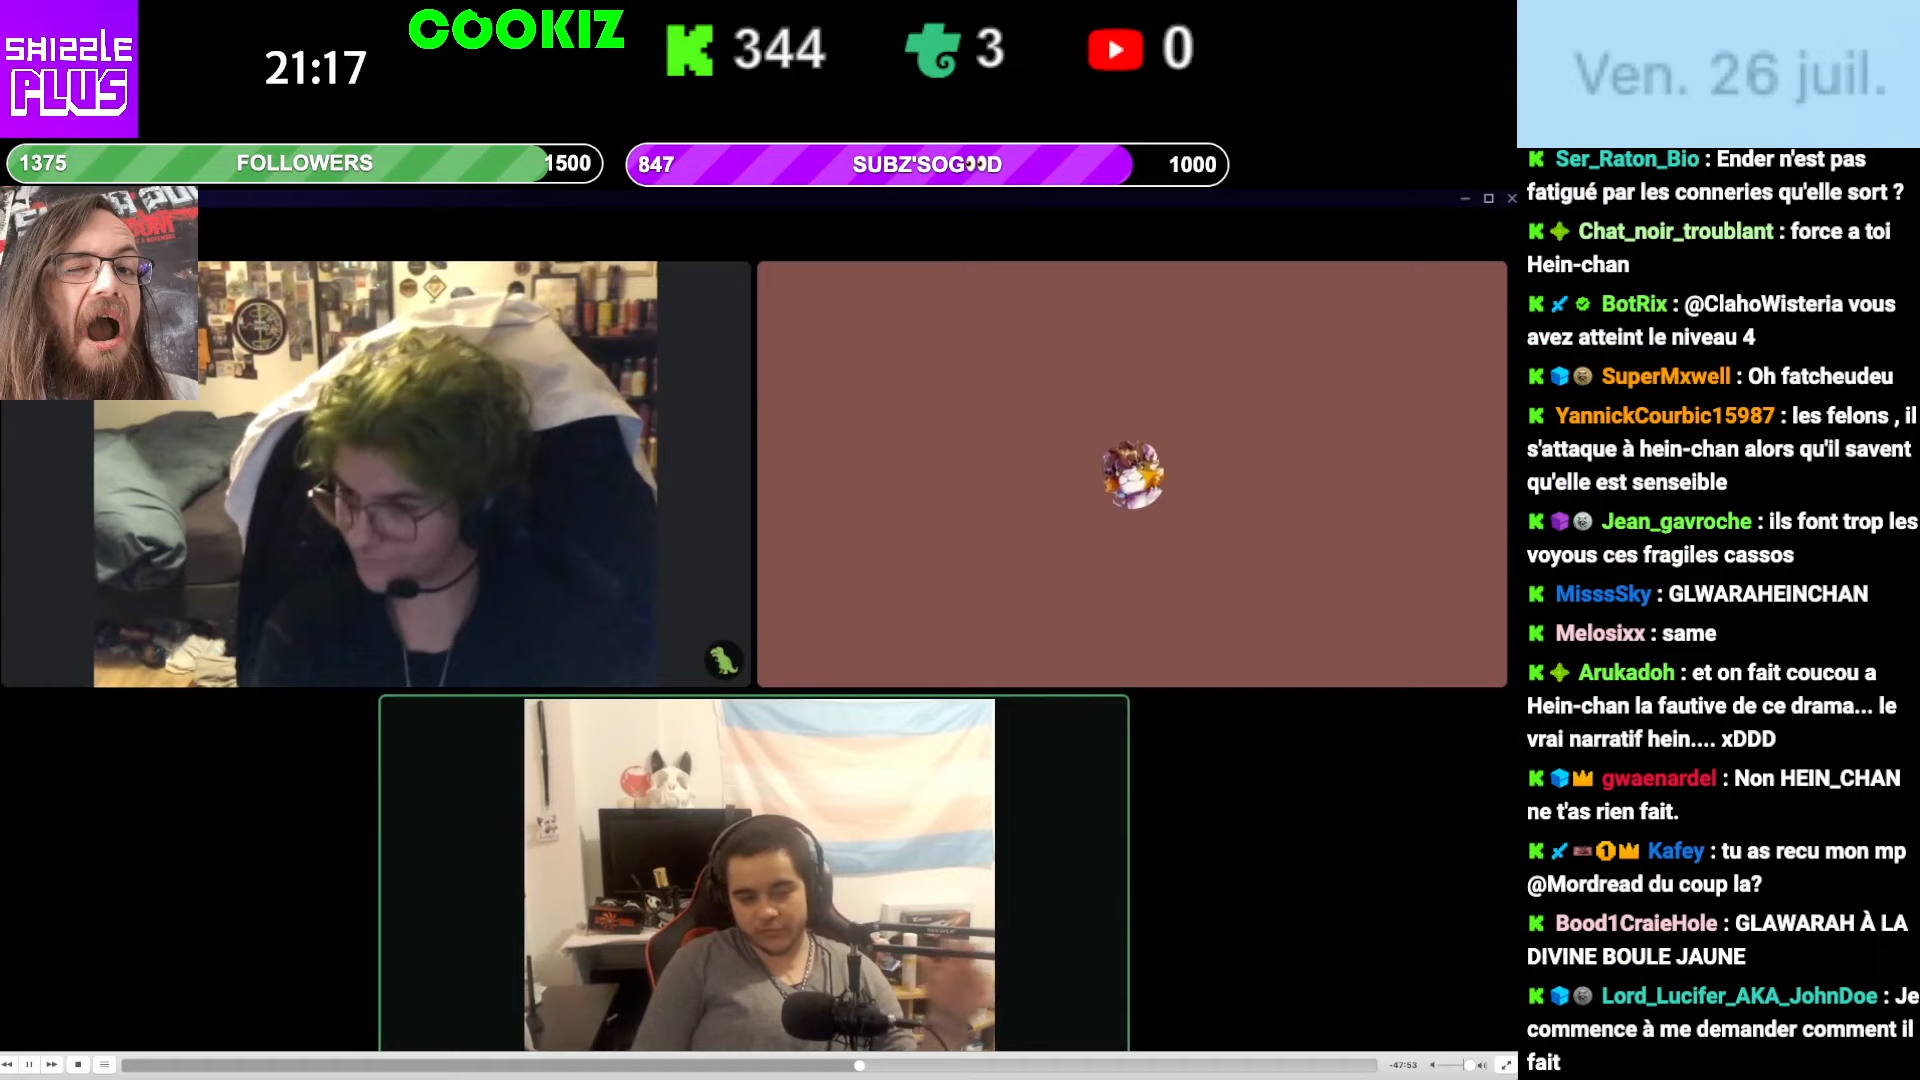 SHIZZLE
PLUS
21:17
COOKIZ
344
3
0
Ven. 26 juil.
1375 FOLLOWERS 1500
847 SUBZ'SOG👀D 1000
Ser_Raton_Bio : Ender n'est pas
fatigué par les conneries qu'elle sort ?
Chat_noir_troublant : force a toi
Hein-chan
BotRix : @ClahoWisteria vous
avez atteint le niveau 4
SuperMxwell : Oh fatcheudeu
YannickCourbic15987 : les felons , il
s'attaque à hein-chan alors qu'il savent
qu'elle est senseible
Jean_gavroche : ils font trop les
voyous ces fragiles cassos
MisssSky : GLWARAHEINCHAN
Melosixx : same
Arukadoh : et on fait coucou a
Hein-chan la fautive de ce drama... le
vrai narratif hein.... xDDD
gwaenardel : Non HEIN_CHAN
ne t'as rien fait.
Kafey : tu as recu mon mp
@Mordread du coup la?
Bood1CraieHole : GLAWARAH À LA
DIVINE BOULE JAUNE
Lord_Lucifer_AKA_JohnDoe : Je
commence à me demander comment il
fait
-47:53